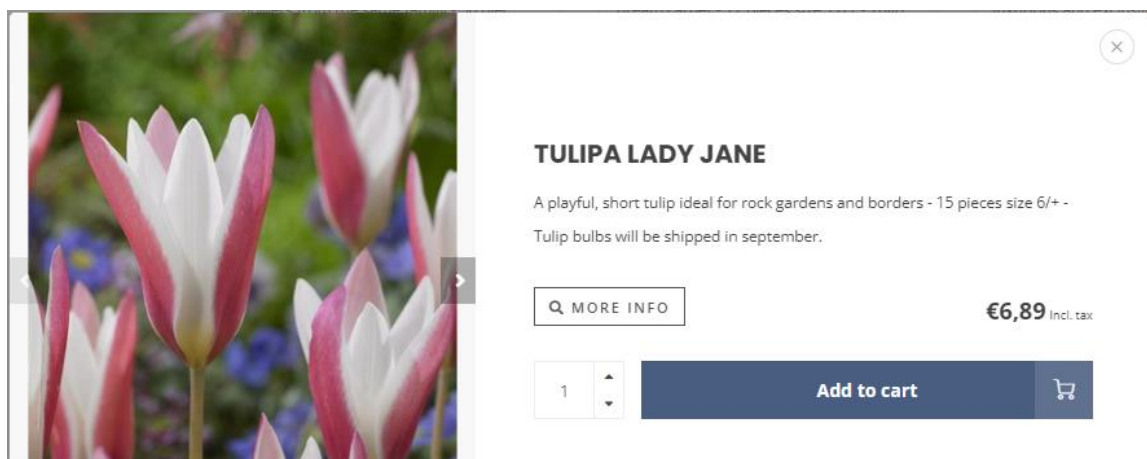 TULIPA LADY JANE
A playful, short tulip ideal for rock gardens and borders - 15 pieces size 6/+ -
Tulip bulbs will be shipped in september.
MORE INFO
€6,89 Incl. tax
1
Add to cart